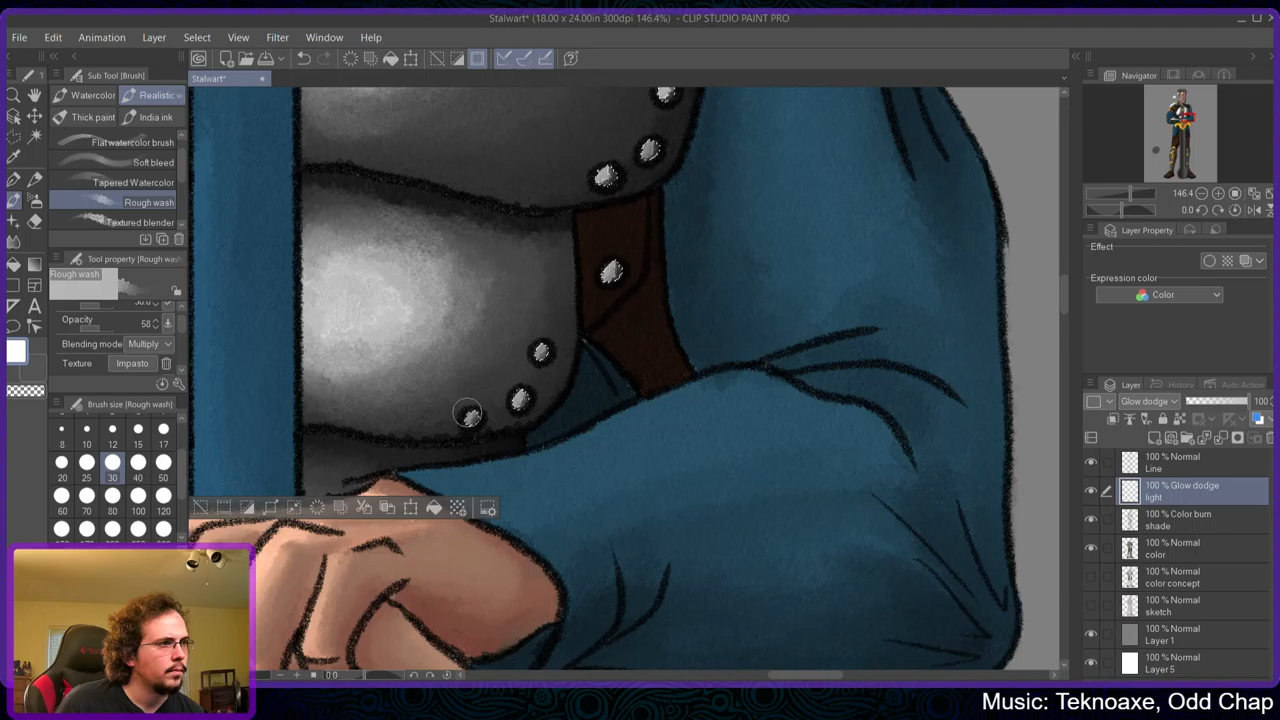 Stalwart* (18.00 x 24.00in 300dpi 146.4%) - CLIP STUDIO PAINT PRO
File Edit Animation Layer Select View Filter Window Help
Sub Tool [Brush]
Stalwart*
Navigator
Watercolor Realistic
Thick paint India ink
Flat watercolor brush
Soft bleed
Tapered Watercolor
Rough wash
Textured blender
Tool property [Rough wash
Rough wash
Opacity 58
Blending mode Multiply
Texture Impasto
Brush size [Rough wash]
8 10 12 15 17
20 25 30 40 50
60 70 80 100 120
146.4
0.0
Layer Property
Effect
Expression color
Color
Layer History Auto Action
Glow dodge 100
100 % Normal
Line
100 % Glow dodge
light
100 % Color burn
shade
100 % Normal
color
100 % Normal
color concept
100 % Normal
sketch
100 % Normal
Layer 1
100 % Normal
Layer 5
Music: Teknoaxe, Odd Chap